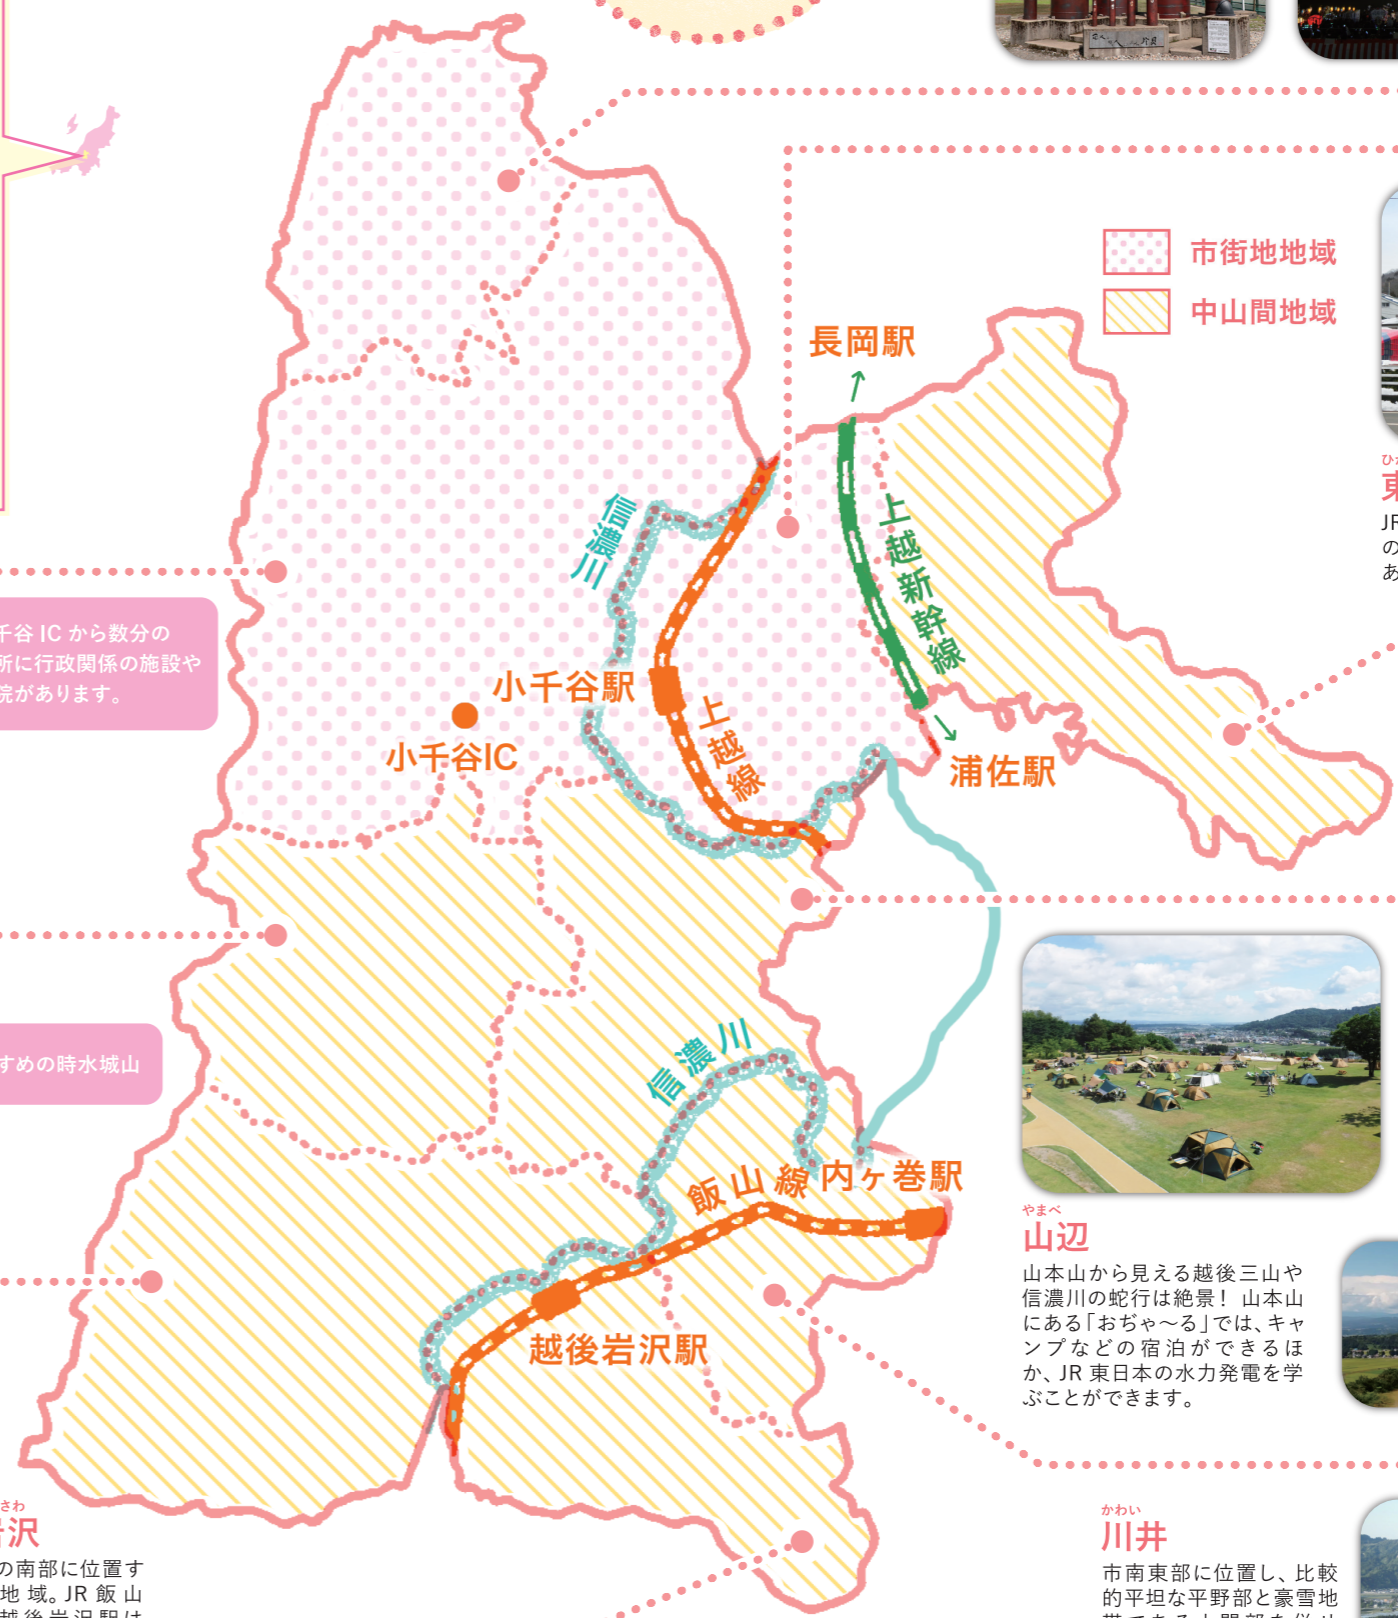 市街地地域
中山間地域
長岡駅
信濃川
上越新幹線
千谷 IC から数分の
所に行政関係の施設や
院があります。
小千谷駅
上越線
小千谷IC
浦佐駅
すめの時水城山
信濃川
飯山線
内ヶ巻駅
越後岩沢駅
東
JR
の
あ
やまべ
山辺
山本山から見える越後三山や
信濃川の蛇行は絶景! 山本山
にある「おぢゃ〜る」では、キャ
ンプなどの宿泊ができるほ
か、JR 東日本の水力発電を学
ぶことができます。
さわ
沢
の南部に位置す
地域。JR 飯山
越後岩沢駅は
かわい
川井
市南東部に位置し、比較
的平坦な平野部と豪雪地